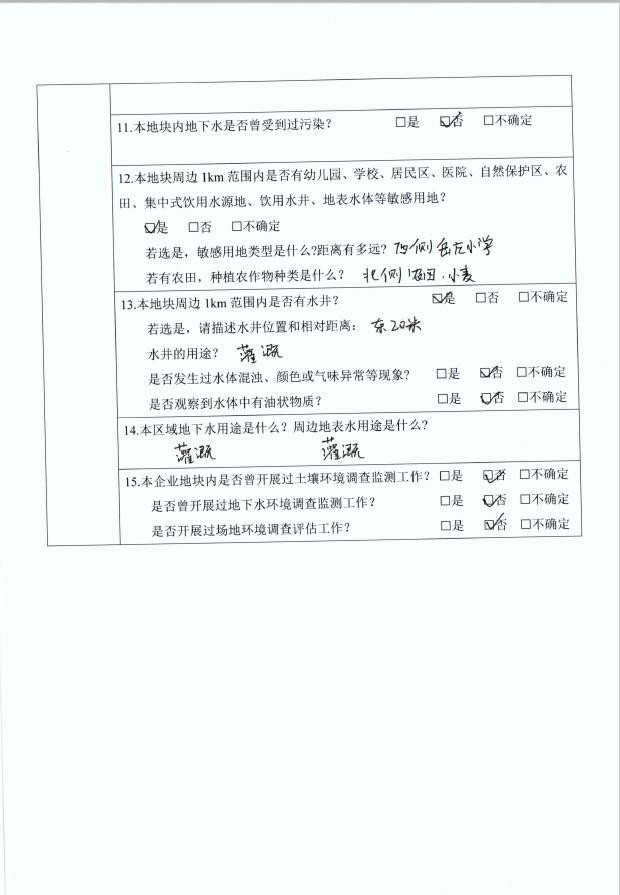 11.本地块内地下水是否曾受到过污染？ □是 ☑否 □不确定
12.本地块周边 1km 范围内是否有幼儿园、学校、居民区、医院、自然保护区、农
田、集中式饮用水源地、饮用水井、地表水体等敏感用地？
☑是 □否 □不确定
若选是，敏感用地类型是什么?距离有多远? 西侧 岳左小学
若有农田，种植农作物种类是什么？ 北侧 小麦
13.本地块周边 1km 范围内是否有水井？ ☑是 □否 □不确定
若选是，请描述水井位置和相对距离： 东20米
水井的用途？ 灌溉
是否发生过水体混浊、颜色或气味异常等现象? □是 ☑否 □不确定
是否观察到水体中有油状物质？ □是 ☑否 □不确定
14.本区域地下水用途是什么？周边地表水用途是什么?
灌溉 灌溉
15.本企业地块内是否曾开展过土壤环境调查监测工作？ □是 ☑否 □不确定
是否曾开展过地下水环境调查监测工作？ □是 ☑否 □不确定
是否开展过场地环境调查评估工作？ □是 ☑否 □不确定